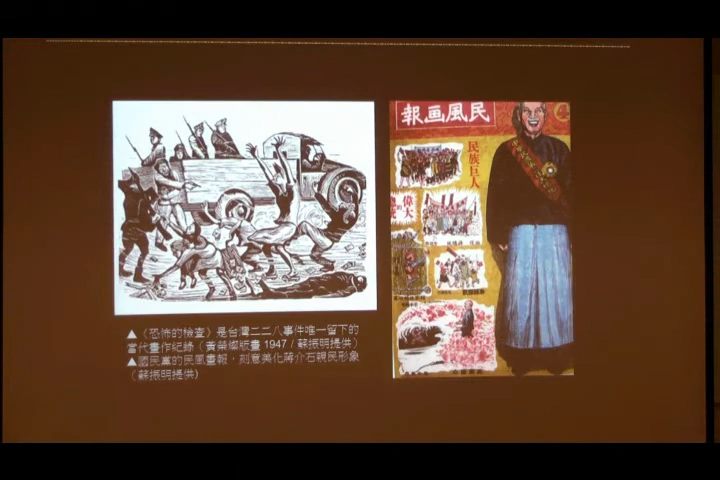 報画風民
民族巨人
偉大
▲〈恐怖的檢查〉是台灣二二八事件唯一留下的
當代畫作紀錄（黃榮燦版畫 1947 / 蘇振明提供）
▲國民黨的民風畫報，刻意美化蔣介石親民形象
（蘇振明提供）